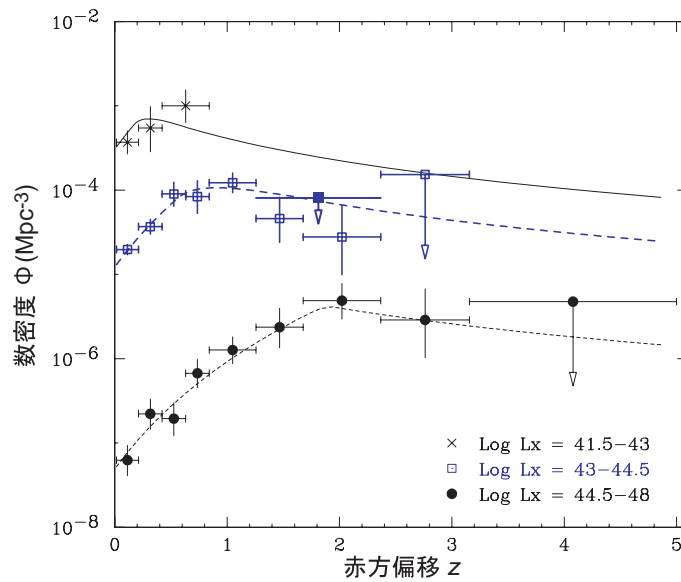 10⁻²
10⁻⁴
10⁻⁶
10⁻⁸
数密度 Φ(Mpc⁻³)
× Log Lx = 41.5−43
Log Lx = 43−44.5
Log Lx = 44.5−48
0 1 2 3 4 5
赤方偏移 z